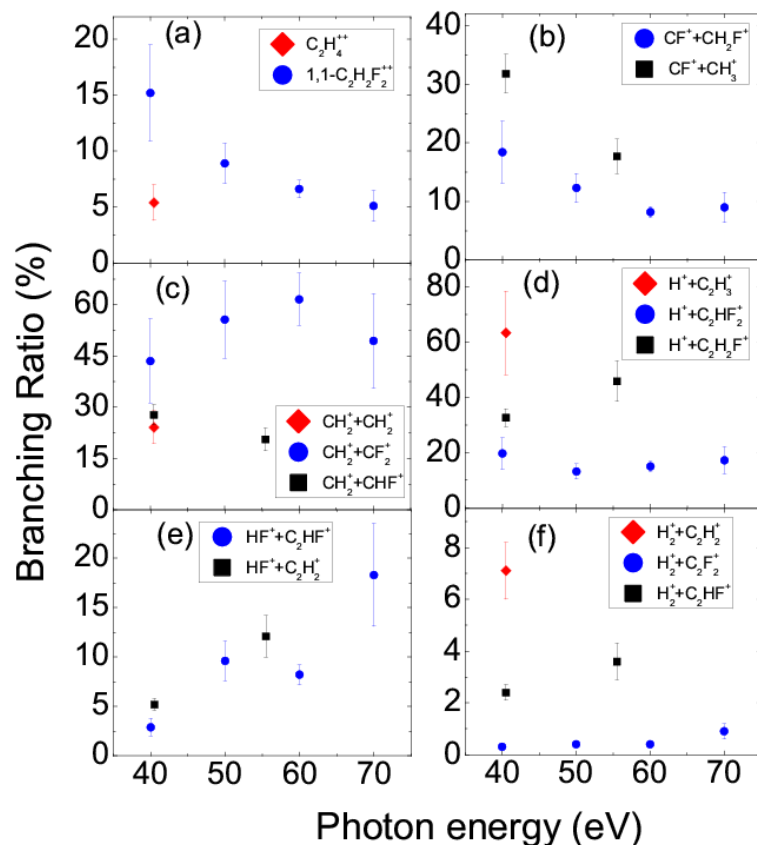 Branching Ratio (%)
20
15
10
5
0
(a)
C₂H₄⁺⁺
1,1-C₂H₂F₂⁺⁺
40
30
20
10
0
(b)
CF⁺+CH₂F⁺
CF⁺+CH₃⁺
60
45
30
15
0
(c)
CH₂⁺+CH₂⁺
CH₂⁺+CF₂⁺
CH₂⁺+CHF⁺
80
60
40
20
0
(d)
H⁺+C₂H₃⁺
H⁺+C₂HF₂⁺
H⁺+C₂H₂F⁺
20
15
10
5
0
(e)
HF⁺+C₂HF⁺
HF⁺+C₂H₂⁺
40 50 60 70
8
6
4
2
0
(f)
H₂⁺+C₂H₂⁺
H₂⁺+C₂F₂⁺
H₂⁺+C₂HF⁺
40 50 60 70
Photon energy (eV)